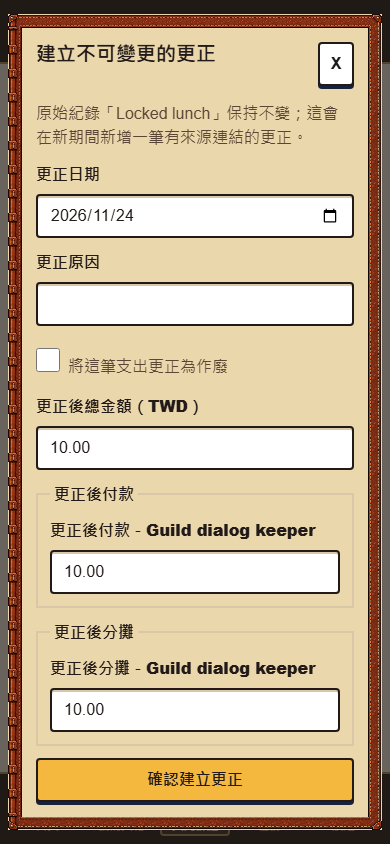 建立不可變更的更正
X
原始紀錄「Locked lunch」保持不變；這會
在新期間新增一筆有來源連結的更正。
更正日期
2026/11/24
更正原因
將這筆支出更正為作廢
更正後總金額（TWD）
10.00
更正後付款
更正後付款 - Guild dialog keeper
10.00
更正後分攤
更正後分攤 - Guild dialog keeper
10.00
確認建立更正